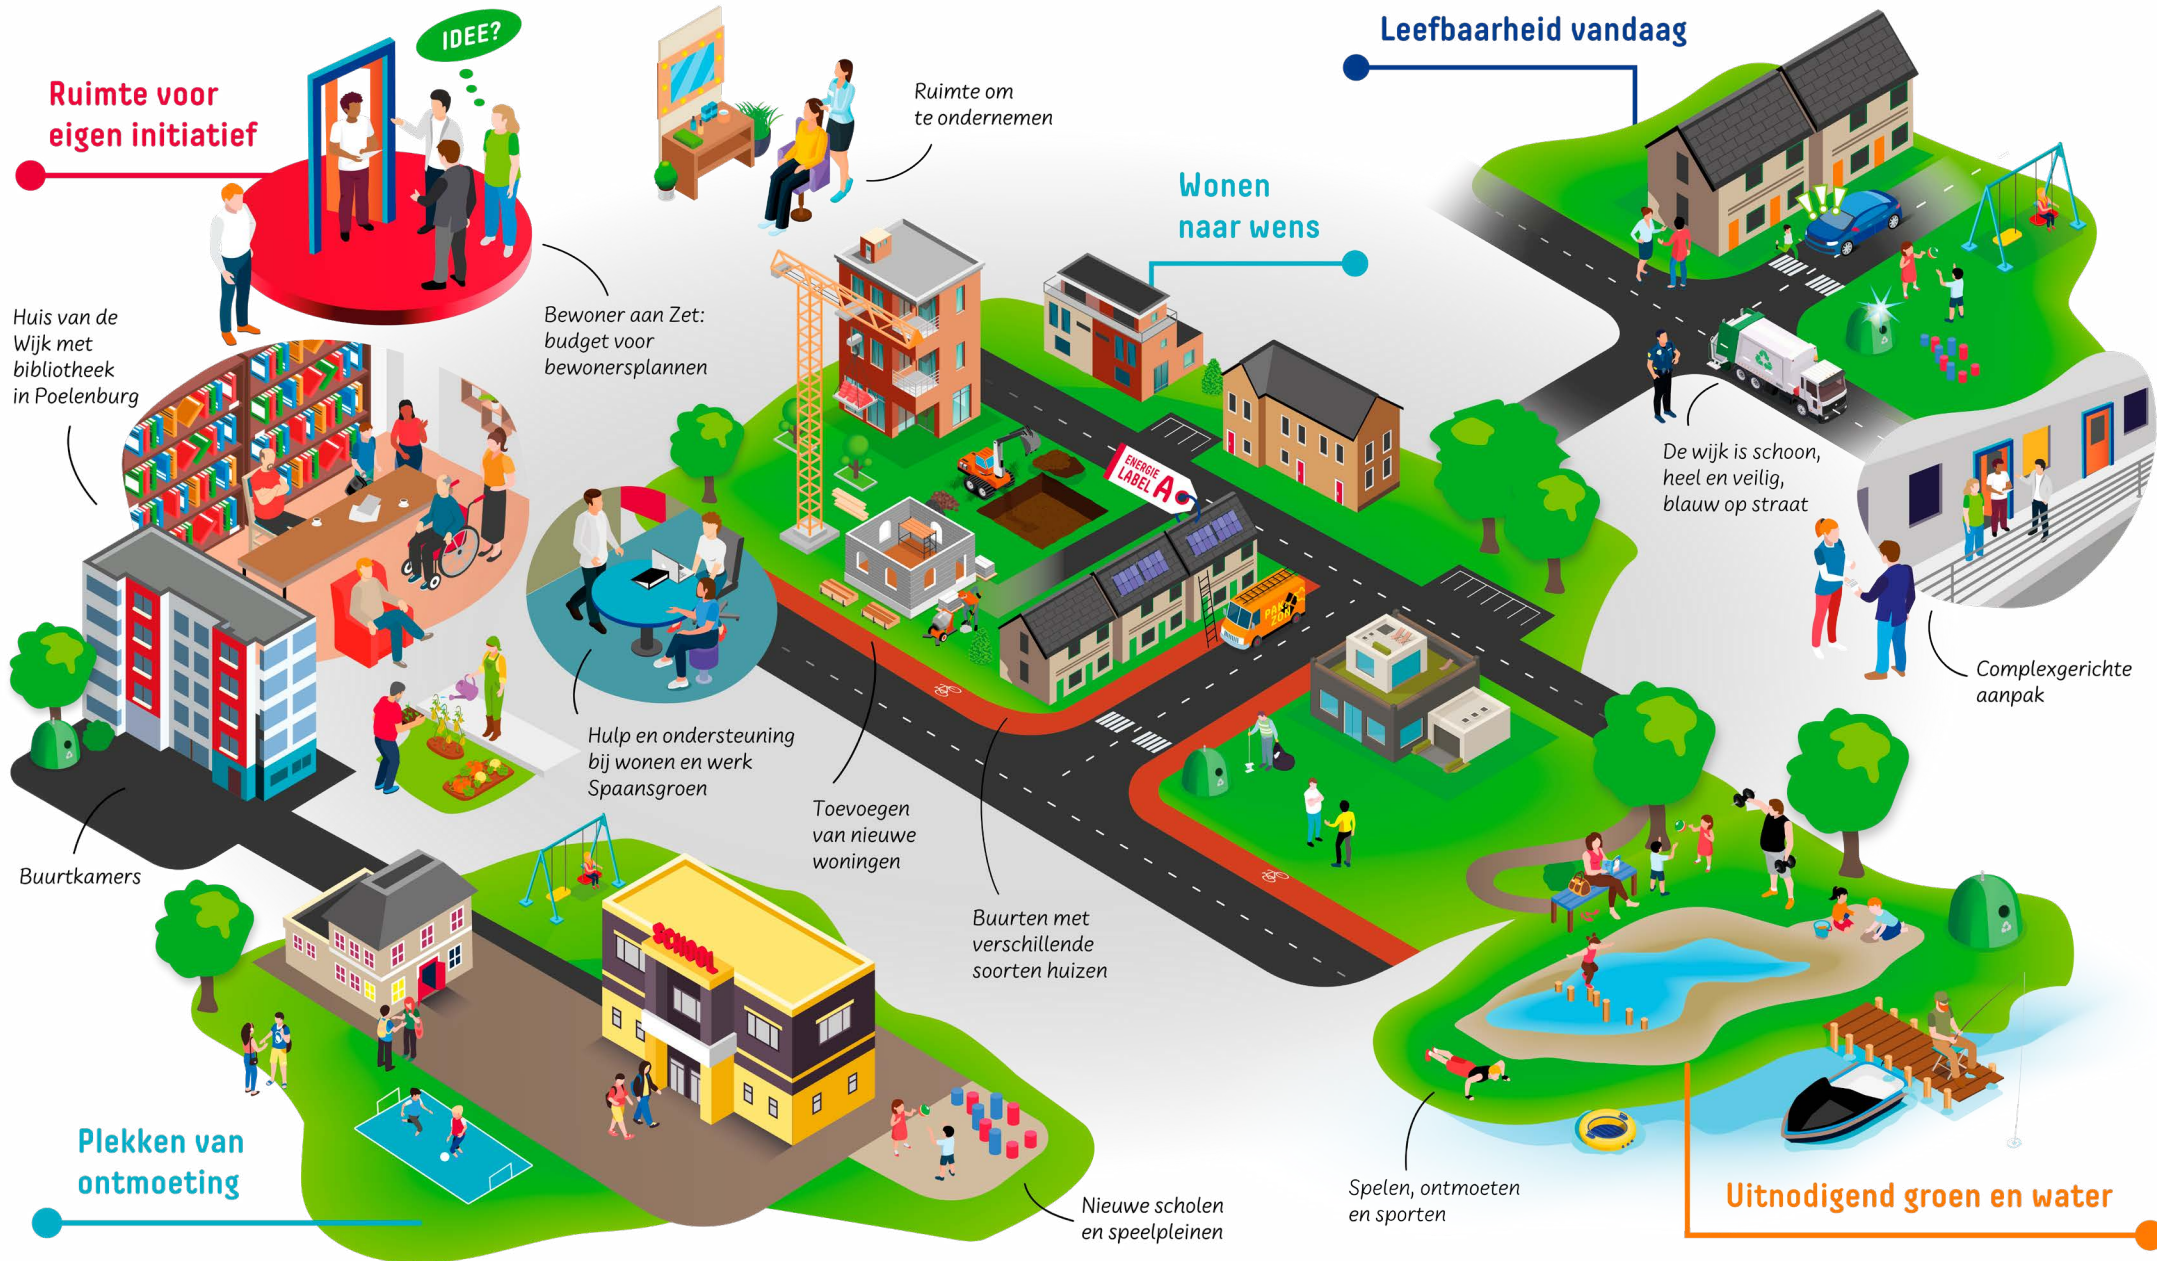 Ruimte voor
eigen initiatief
IDEE?
Ruimte om
te ondernemen
Leefbaarheid vandaag
Wonen
naar wens
Huis van de
Wijk met
bibliotheek
in Poelenburg
Bewoner aan Zet:
budget voor
bewonersplannen
ENERGIE
LABEL A
De wijk is schoon,
heel en veilig,
blauw op straat
Complexgerichte
aanpak
Hulp en ondersteuning
bij wonen en werk
Spaansgroen
Toevoegen
van nieuwe
woningen
Buurtkamers
Buurten met
verschillende
soorten huizen
SCHOOL
Plekken van
ontmoeting
Nieuwe scholen
en speelpleinen
Spelen, ontmoeten
en sporten
Uitnodigend groen en water